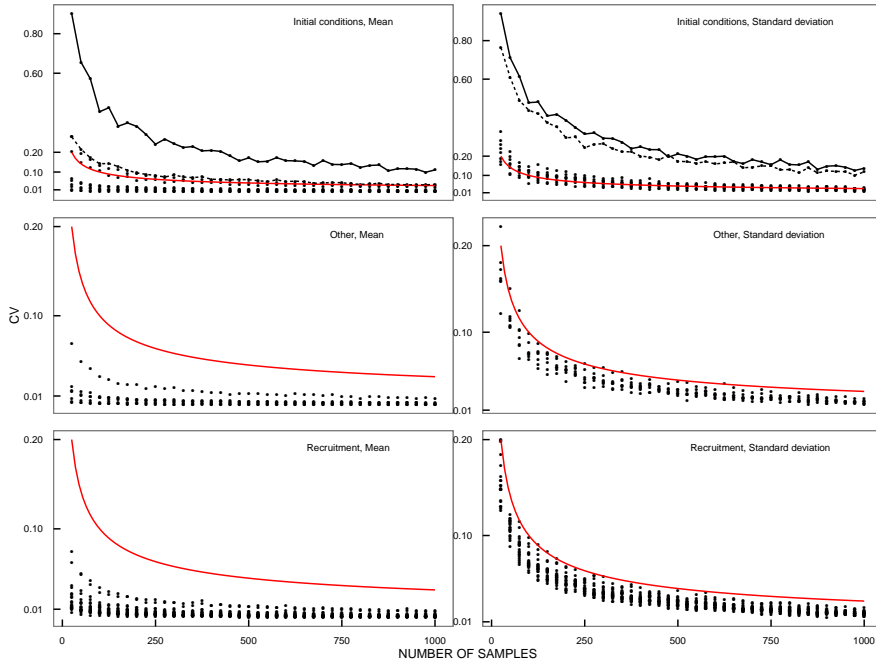 Initial conditions, Mean
Initial conditions, Standard deviation
0.80
0.60
0.20
0.10
0.01
0.80
0.60
0.20
0.10
0.01
Other, Mean
Other, Standard deviation
0.20
0.10
0.01
0.20
0.10
0.01
CV
Recruitment, Mean
Recruitment, Standard deviation
0.20
0.10
0.01
0.20
0.10
0.01
0 250 500 750 1000
0 250 500 750 1000
NUMBER OF SAMPLES